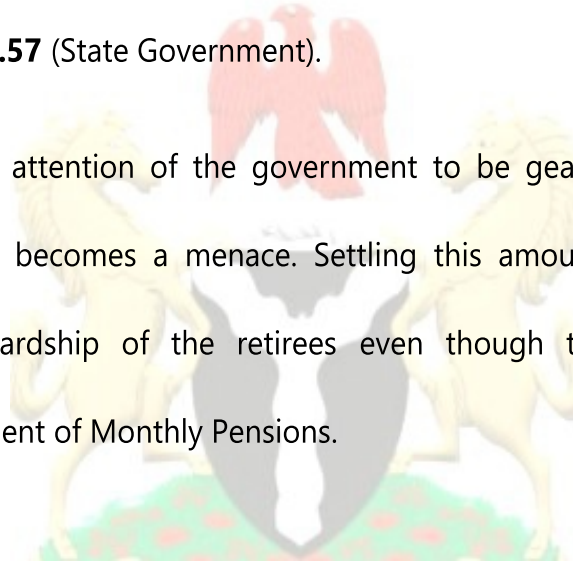 .57 (State Government).
attention of the government to be gea
becomes a menace. Settling this amou
ardship of the retirees even though t
ent of Monthly Pensions.